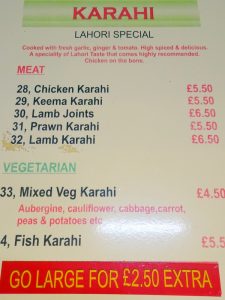 KARAHI
LAHORI SPECIAL
Cooked with fresh garlic, ginger & tomato. High spiced & delicious.
A speciality of Lahori Taste that comes highly recommended.
Chicken on the bone.
MEAT
28, Chicken Karahi £5.50
29, Keema Karahi £5.50
30, Lamb Joints £6.50
31, Prawn Karahi £5.50
32, Lamb Karahi £6.50
VEGETARIAN
33, Mixed Veg Karahi £4.50
Aubergine, cauliflower, cabbage,carrot,
peas & potatoes etc
4, Fish Karahi £5.5
GO LARGE FOR £2.50 EXTRA